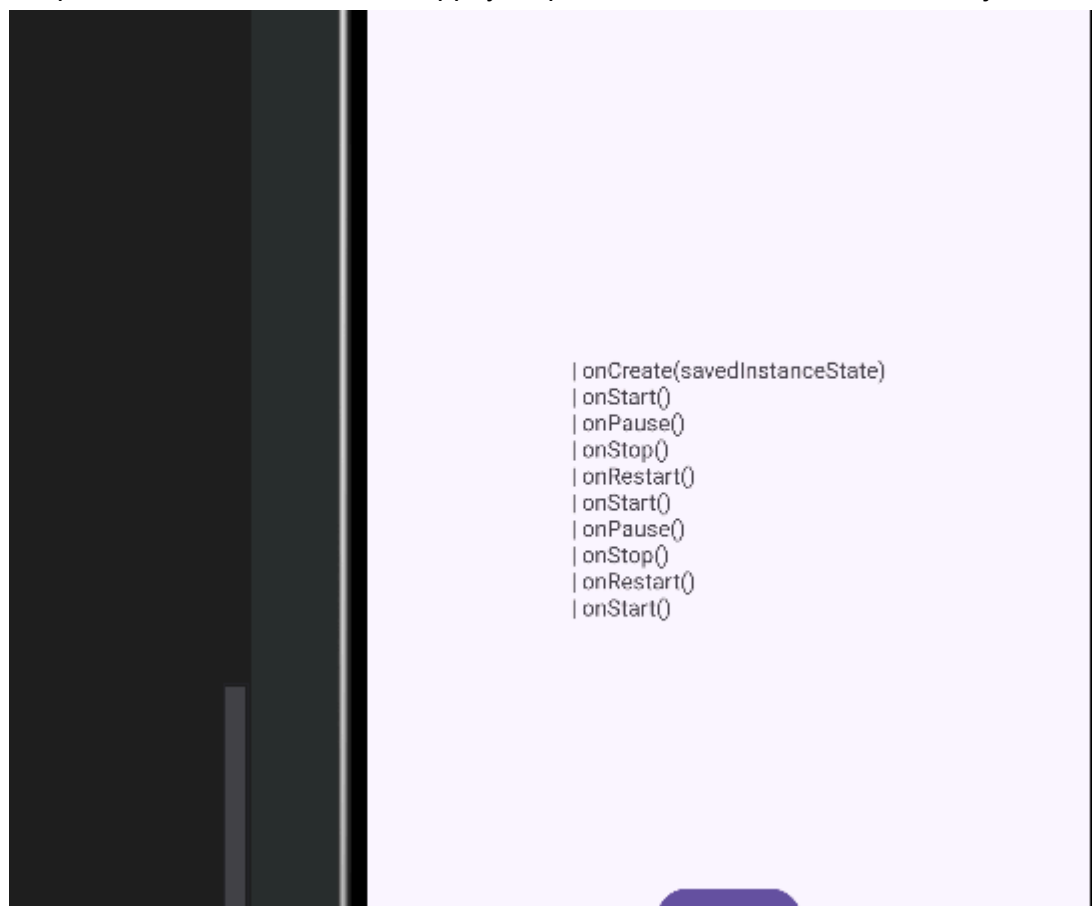 | onCreate(savedInstanceState)
| onStart()
| onPause()
| onStop()
| onRestart()
| onStart()
| onPause()
| onStop()
| onRestart()
| onStart()